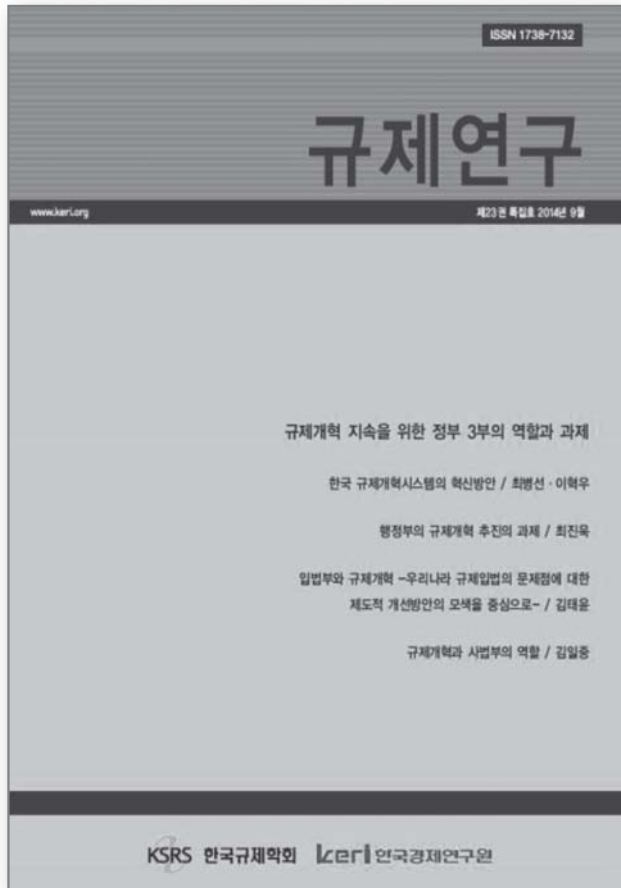 ISSN 1738-7132
규제연구
www.keri.org
제23권 특집호 2014년 9월
규제개혁 지속을 위한 정부 3부의 역할과 과제
한국 규제개혁시스템의 혁신방안 / 최병선 · 이혁우
행정부의 규제개혁 추진의 과제 / 최진욱
입법부와 규제개혁 -우리나라 규제입법의 문제점에 대한
제도적 개선방안의 모색을 중심으로- / 김태윤
규제개혁과 사법부의 역할 / 김일중
KSRS 한국규제학회 keri 한국경제연구원